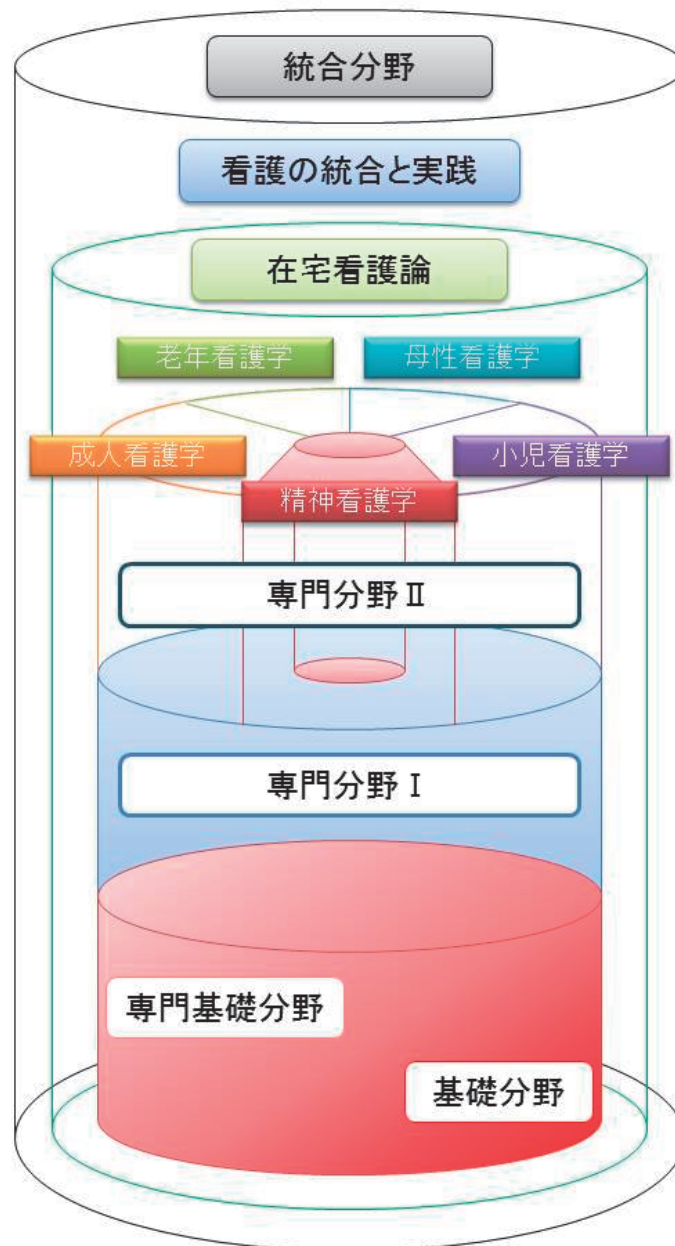 統合分野
看護の統合と実践
在宅看護論
老年看護学
母性看護学
成人看護学
小児看護学
精神看護学
専門分野Ⅱ
専門分野Ⅰ
専門基礎分野
基礎分野